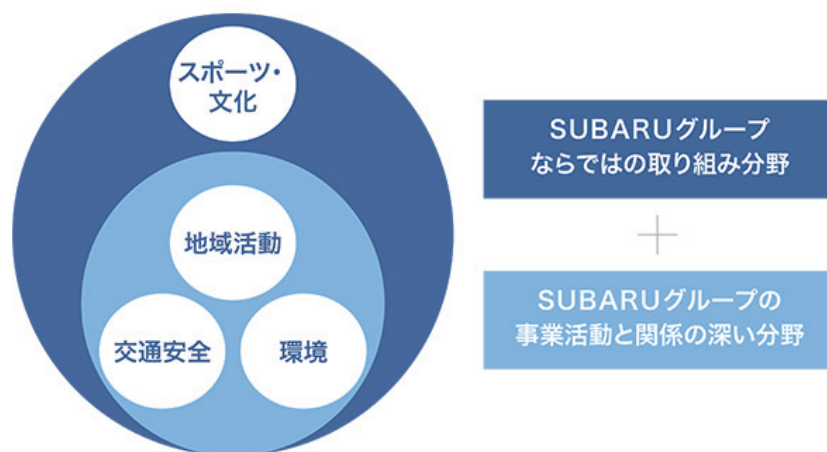 スポーツ・
文化
地域活動
交通安全
環境
SUBARUグループ
ならではの取り組み分野
＋
SUBARUグループの
事業活動と関係の深い分野